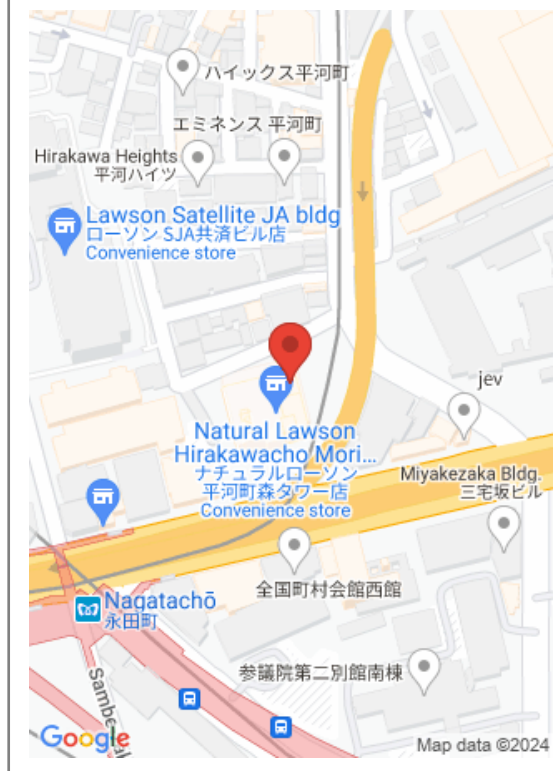 ハイックス平河町
エミネンス 平河町
Hirakawa Heights
平河ハイツ
Lawson Satellite JA bldg
ローソン SJA共済ビル店
Convenience store
jev
Natural Lawson
Hirakawacho Mori...
ナチュラルローソン
平河町森タワー店
Convenience store
Miyakezaka Bldg.
三宅坂ビル
全国町村会館西館
Nagatachō
永田町
参議院第二別館南棟
Google
Map data ©2024